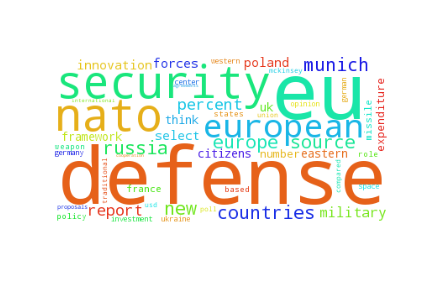 innovation
forces
western
poland
munich
mckinsey
center
security
eu
german
opinion
expenditure
missile
international
nato
percent
uk
states
union
think
european
framework
select
russia
europe
source
weapon
germany
citizens
number
eastern
role
traditional
defense
compared
space
france
based
proposals
report
aid
new
poll
countries
military
policy
investment
ukraine